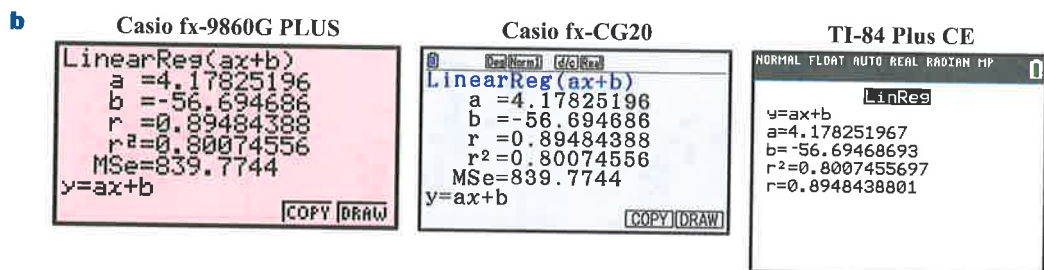 b
Casio fx-9860G PLUS
LinearReg(ax+b)
a =4.17825196
b =-56.694686
r =0.89484388
r²=0.80074556
MSe=839.7744
y=ax+b
COPY DRAW
Casio fx-CG20
Des Norm1 d/c Real
LinearReg(ax+b)
a =4.17825196
b =-56.694686
r =0.89484388
r²=0.80074556
MSe=839.7744
y=ax+b
COPY DRAW
TI-84 Plus CE
NORMAL FLOAT AUTO REAL RADIAN MP
LinReg
y=ax+b
a=4.178251967
b=-56.69468693
r²=0.8007455697
r=0.8948438801